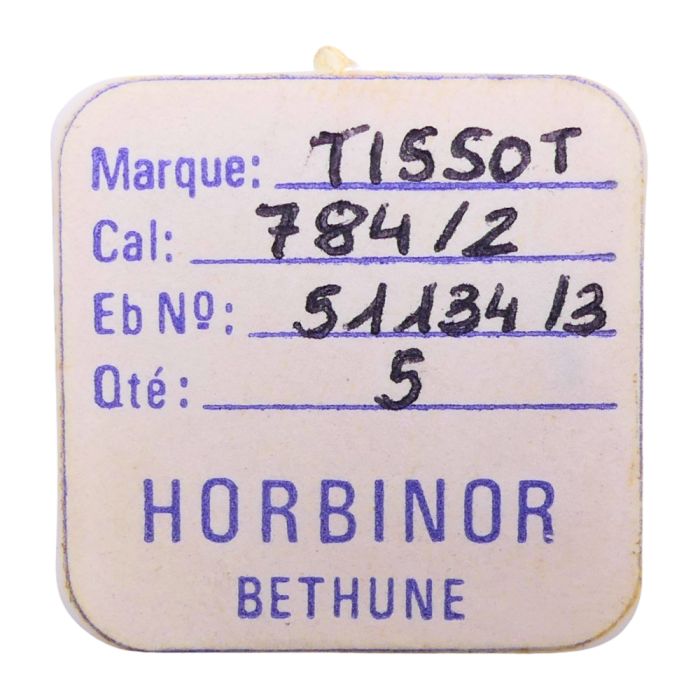 Marque: TISSOT
Cal: 784/2
Eb Nº: 51134/3
Qté: 5
HORBINOR
BETHUNE